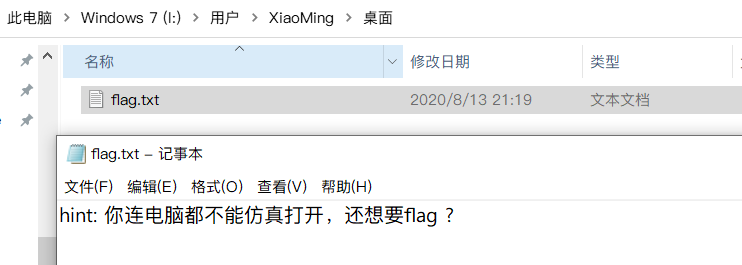 此电脑 > Windows 7 (I:) > 用户 > XiaoMing > 桌面
名称 修改日期 类型
flag.txt 2020/8/13 21:19 文本文档
flag.txt - 记事本
文件(F) 编辑(E) 格式(O) 查看(V) 帮助(H)
hint: 你连电脑都不能仿真打开，还想要flag ？